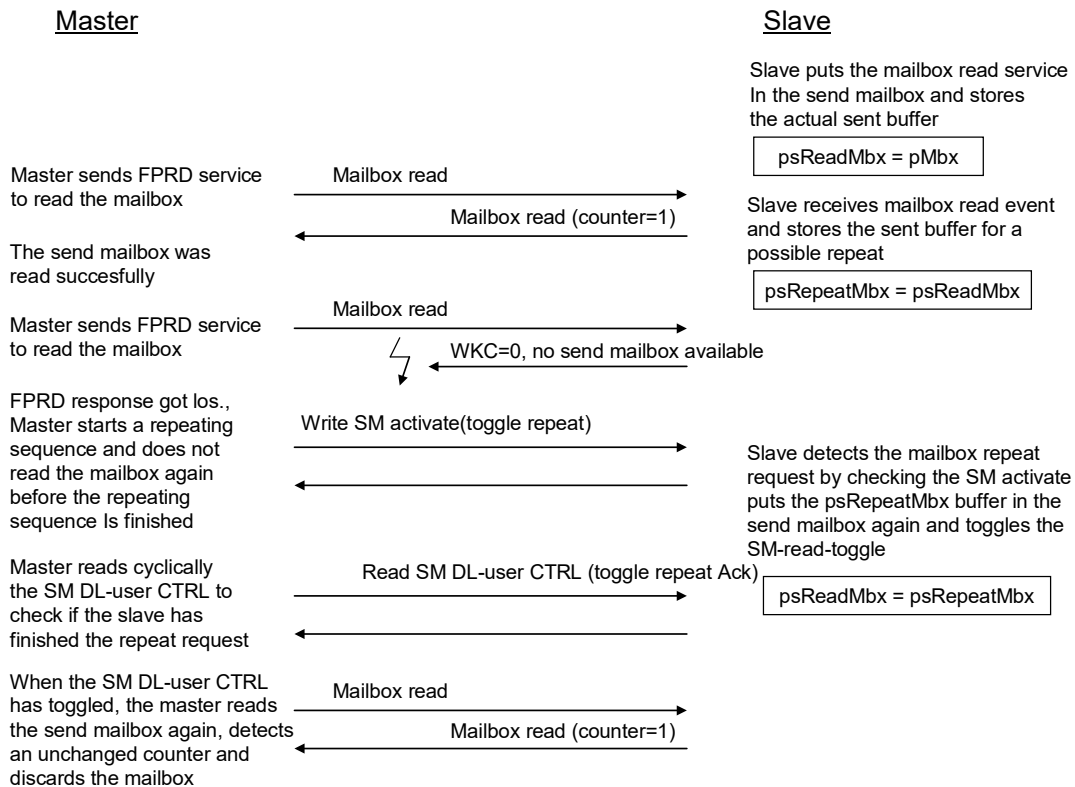 Master
Slave
Slave puts the mailbox read service
In the send mailbox and stores
the actual sent buffer
psReadMbx = pMbx
Master sends FPRD service
to read the mailbox
Mailbox read
Mailbox read (counter=1)
Slave receives mailbox read event
and stores the sent buffer for a
possible repeat
The send mailbox was
read succesfully
psRepeatMbx = psReadMbx
Mailbox read
Master sends FPRD service
to read the mailbox
WKC=0, no send mailbox available
FPRD response got los.,
Master starts a repeating
sequence and does not
read the mailbox again
before the repeating
sequence Is finished
Write SM activate(toggle repeat)
Slave detects the mailbox repeat
request by checking the SM activate
puts the psRepeatMbx buffer in the
send mailbox again and toggles the
SM-read-toggle
Master reads cyclically
the SM DL-user CTRL to
check if the slave has
finished the repeat request
Read SM DL-user CTRL (toggle repeat Ack)
psReadMbx = psRepeatMbx
When the SM DL-user CTRL
has toggled, the master reads
the send mailbox again, detects
an unchanged counter and
discards the mailbox
Mailbox read
Mailbox read (counter=1)